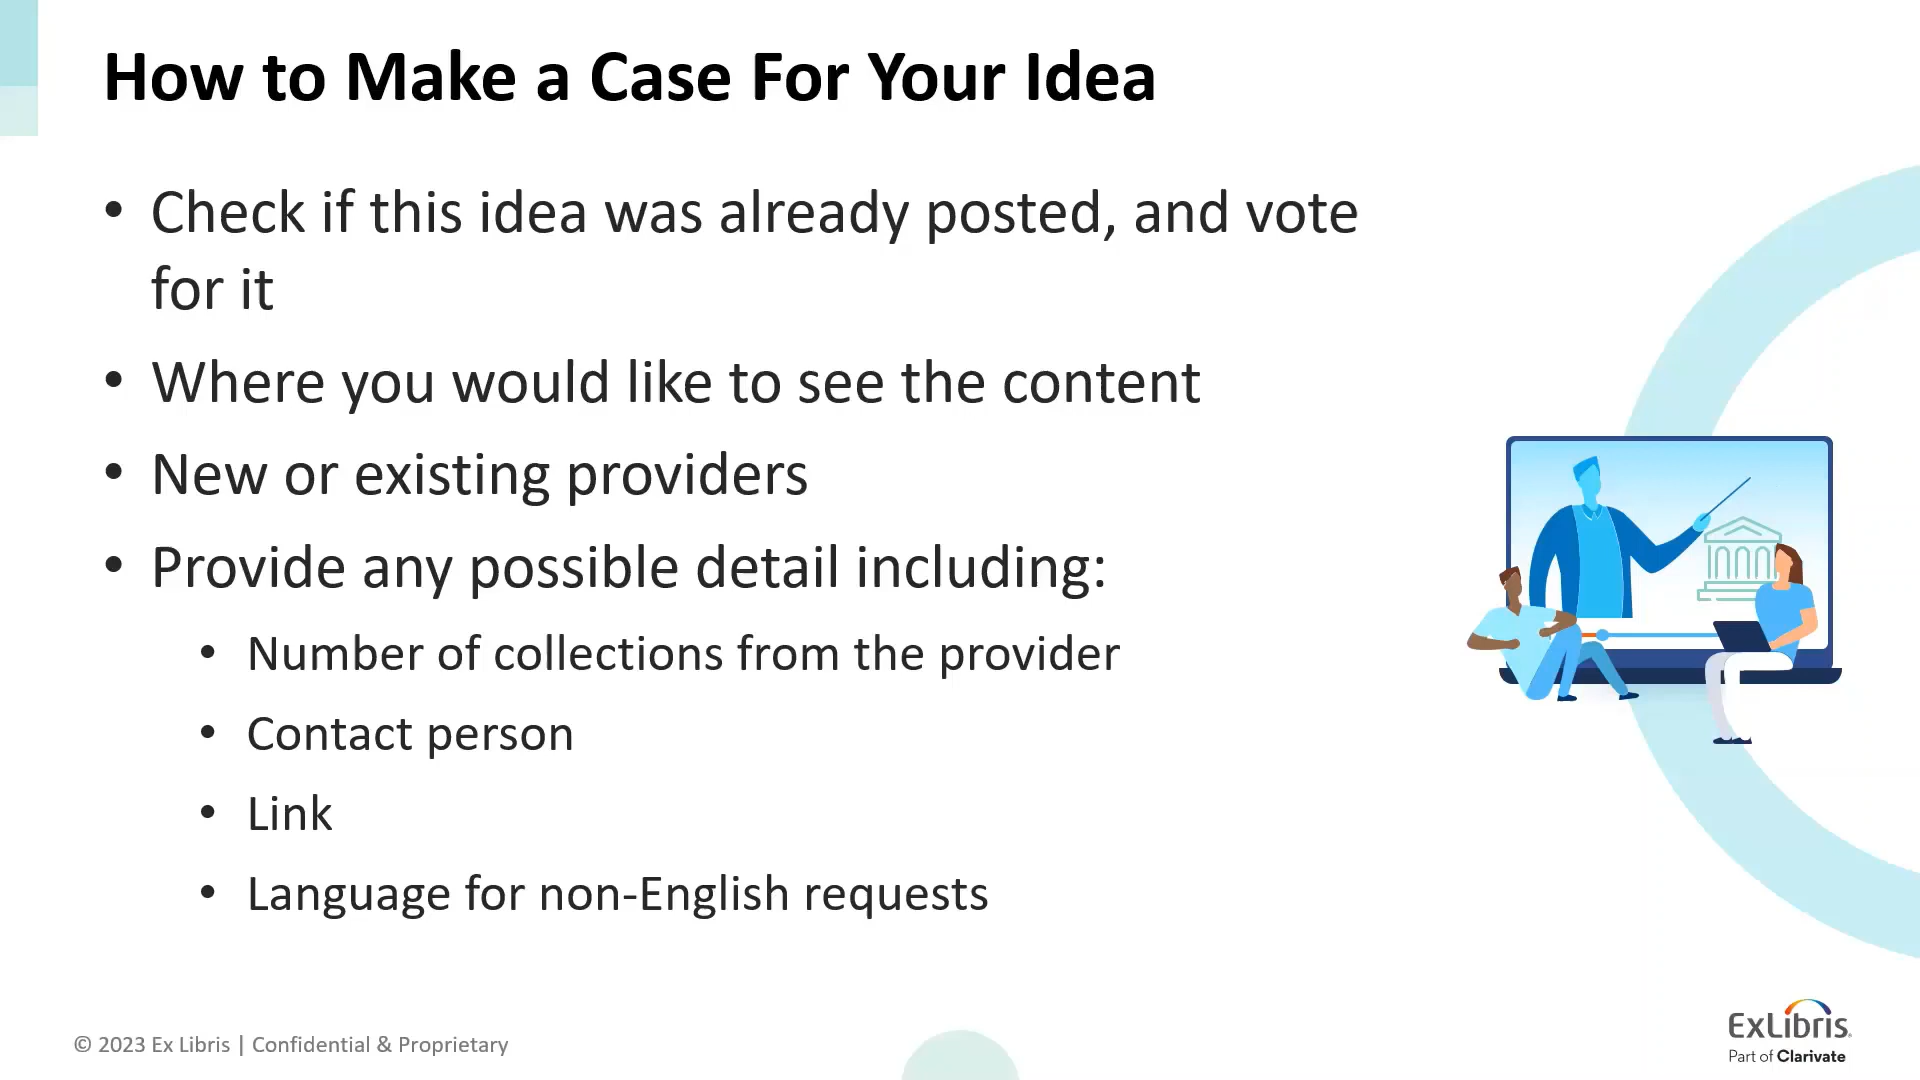 How to Make a Case For Your Idea
• Check if this idea was already posted, and vote
for it
• Where you would like to see the content
• New or existing providers
• Provide any possible detail including:
• Number of collections from the provider
• Contact person
• Link
• Language for non-English requests
© 2023 Ex Libris | Confidential & Proprietary
ExLibris
Part of Clarivate